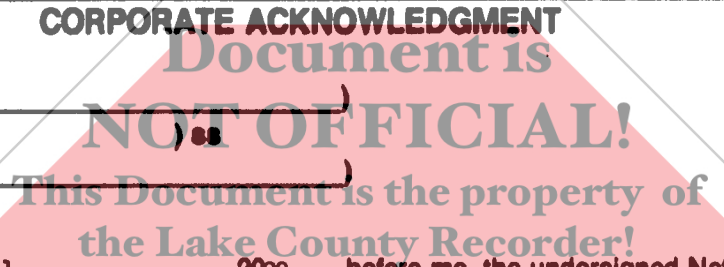 CORPORATE ACKNOWLEDGMENT
Document is
)
NOT OFFICIAL!
) SS
)
This Document is the property of
the Lake County Recorder!
before me, the undersigned